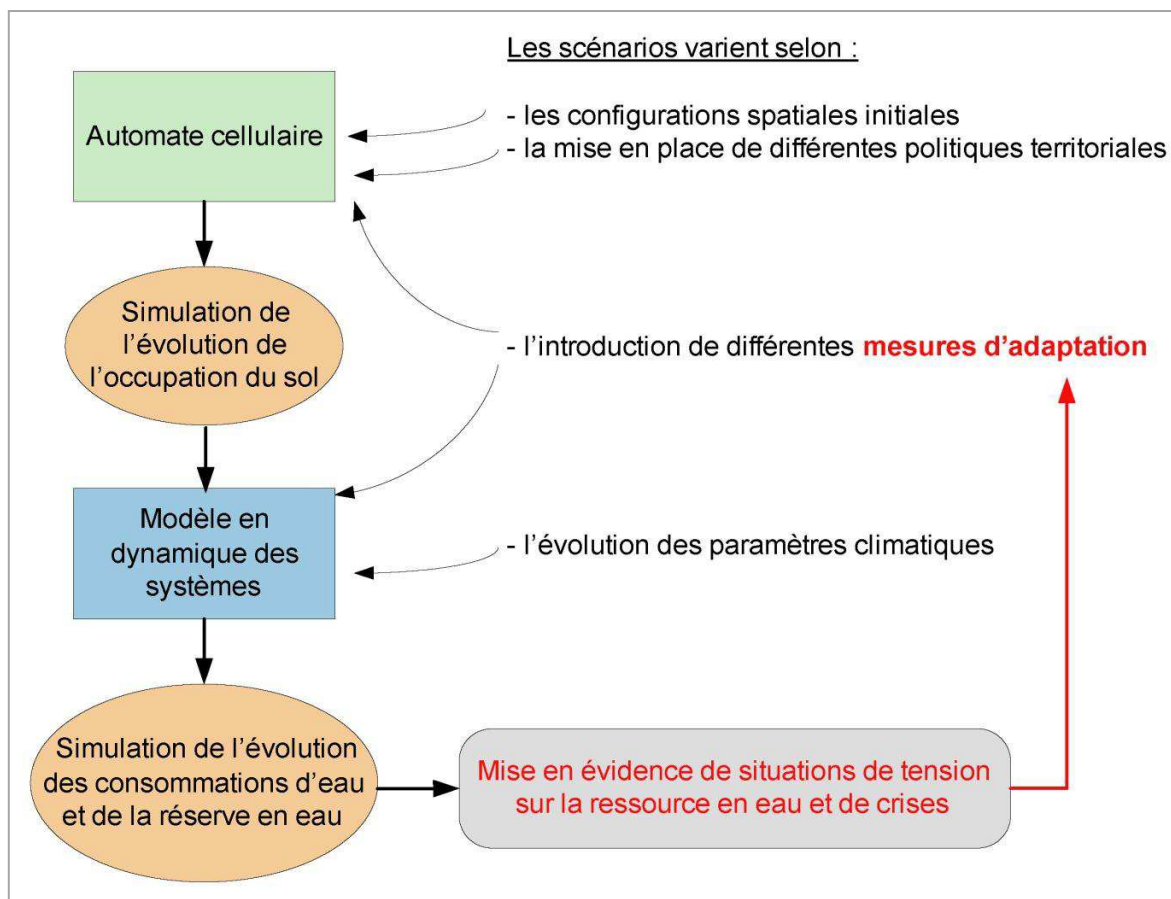 Les scénarios varient selon :
Automate cellulaire
- les configurations spatiales initiales
- la mise en place de différentes politiques territoriales
Simulation de
l’évolution de
l’occupation du sol
- l’introduction de différentes mesures d’adaptation
Modèle en
dynamique des
systèmes
- l’évolution des paramètres climatiques
Simulation de l’évolution
des consommations d’eau
et de la réserve en eau
Mise en évidence de situations de tension
sur la ressource en eau et de crises